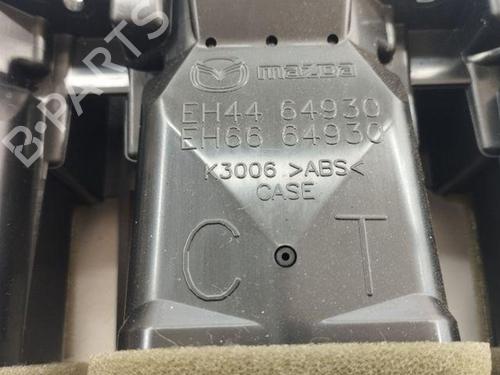 mazda
EH44 64930
EH66 64930
K3006 >ABS<
CASE
C T
B-PARTS